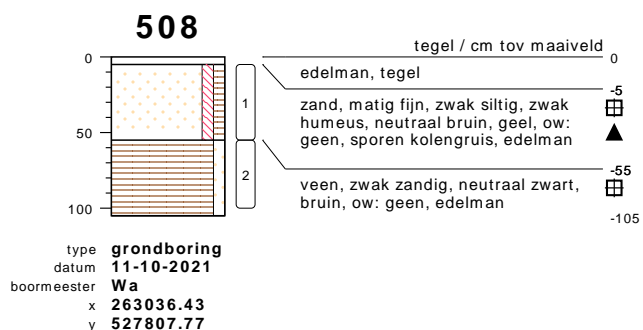 508
tegel / cm tov maaiveld
0
0
edelman, tegel
-5
zand, matig fijn, zwak siltig, zwak
humeus, neutraal bruin, geel, ow:
geen, sporen kolengruis, edelman
1
50
-55
veen, zwak zandig, neutraal zwart,
bruin, ow: geen, edelman
2
100
-105
type grondboring
datum 11-10-2021
boormeester Wa
x 263036.43
y 527807.77